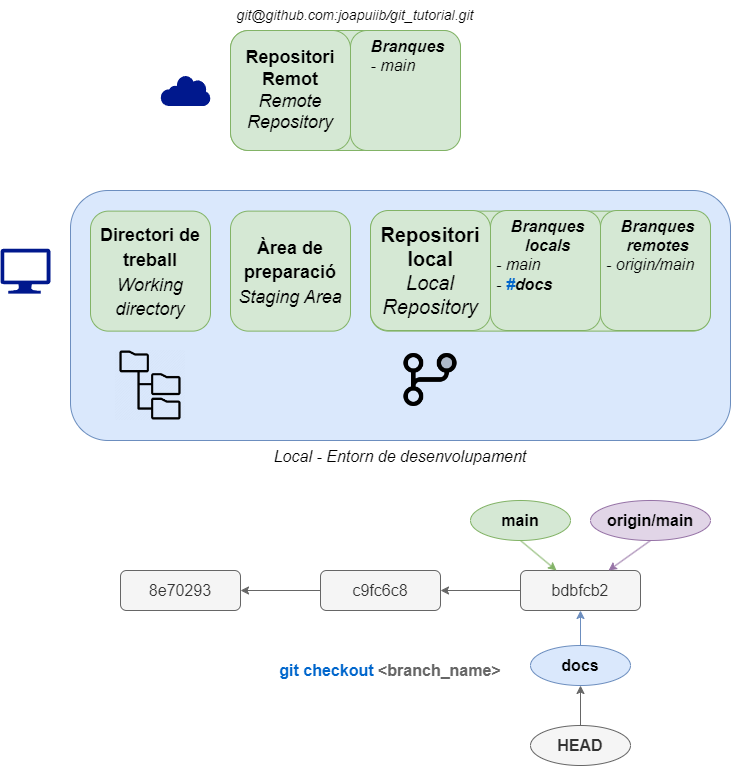 git@github.com:joapuiib/git_tutorial.git
Repositori
Remot
Remote
Repository
Branques
- main
Directori de
treball
Working
directory
Àrea de
preparació
Staging Area
Repositori
local
Local
Repository
Branques
locals
- main
- #docs
Branques
remotes
- origin/main
Local - Entorn de desenvolupament
main
origin/main
8e70293
c9fc6c8
bdbfcb2
git checkout <branch_name>
docs
HEAD